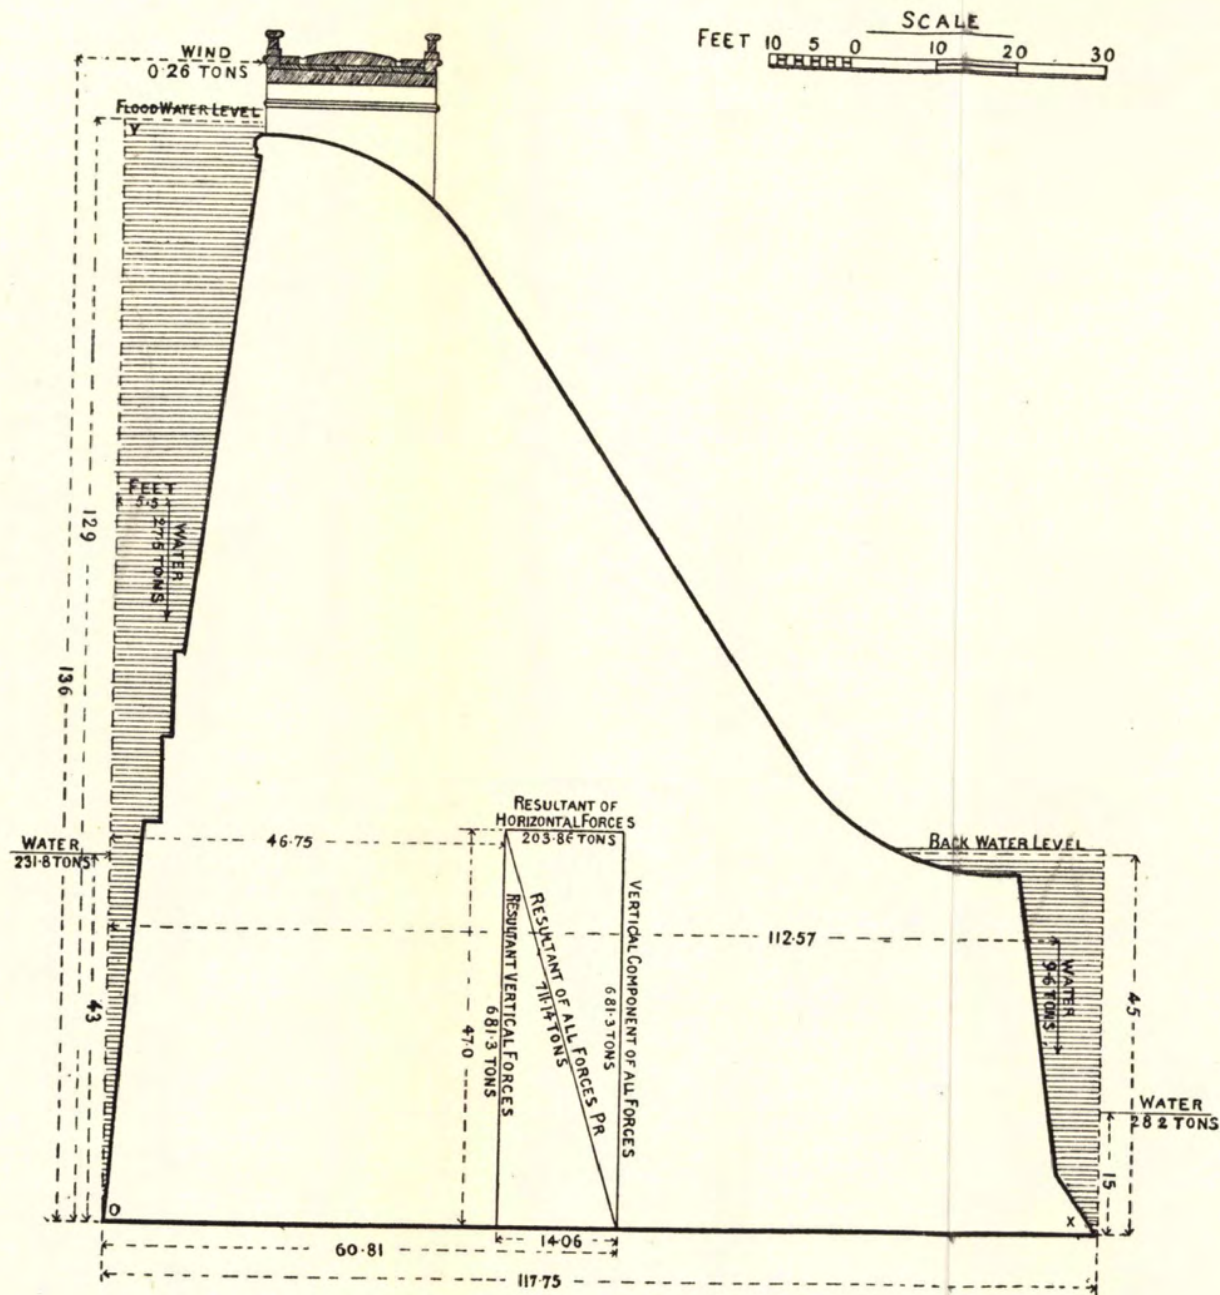 SCALE
FEET 10 5 0 10 20 30
WIND
0.26 TONS
FLOOD WATER LEVEL
Y
FEET
5.5
WATER
27.5 TONS
129
136
WATER
231.8 TONS
43
46.75
RESULTANT OF
HORIZONTAL FORCES
203.86 TONS
BACK WATER LEVEL
112.57
RESULTANT VERTICAL FORCES
681.3 TONS
RESULTANT OF ALL FORCES PR
711.14 TONS
VERTICAL COMPONENT OF ALL FORCES
681.3 TONS
47.0
WATER
9.6 TONS
45
WATER
28.2 TONS
15
O
X
14.06
60.81
117.75